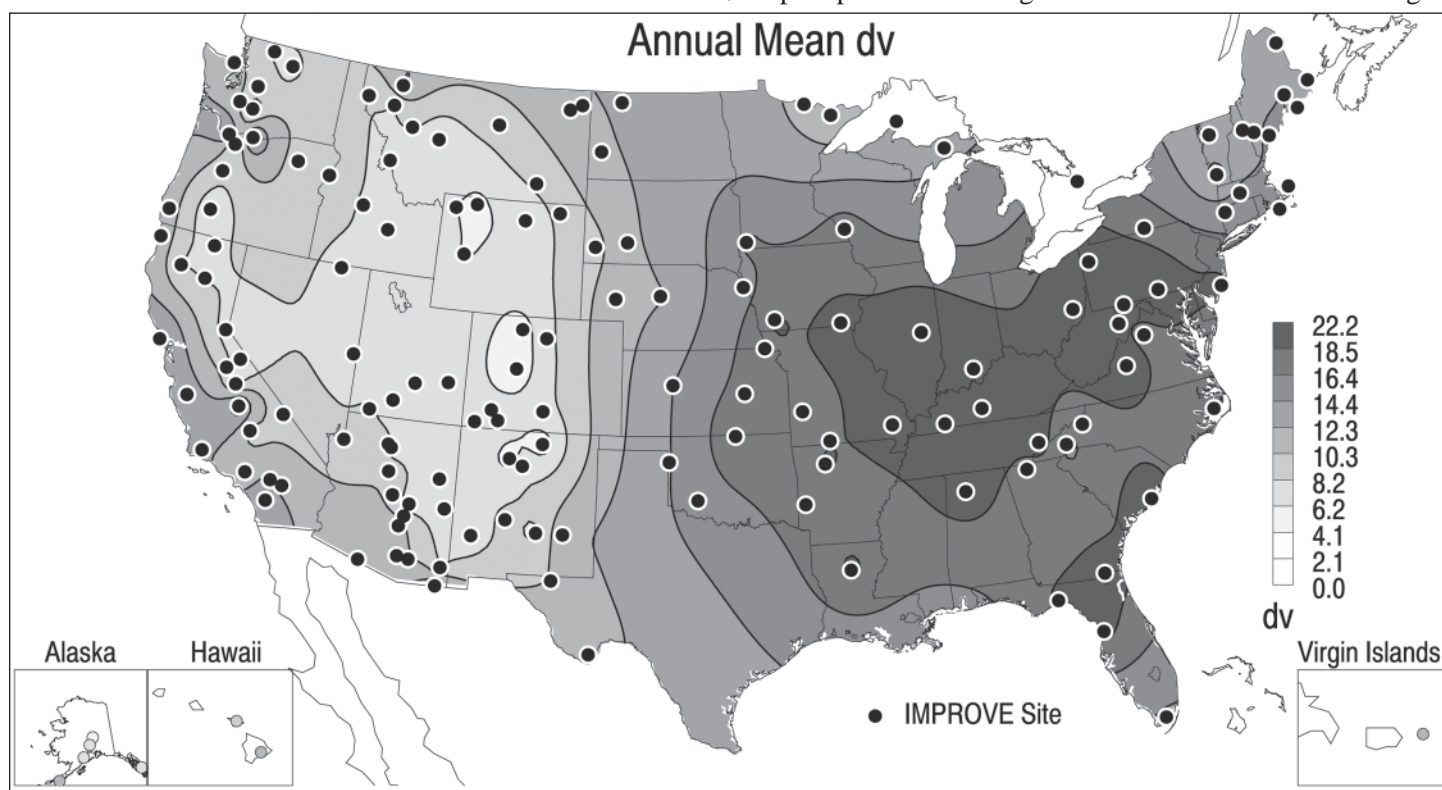 Annual Mean dv
22.2
18.5
16.4
14.4
12.3
10.3
8.2
6.2
4.1
2.1
0.0
dv
Alaska
Hawaii
Virgin Islands
IMPROVE Site